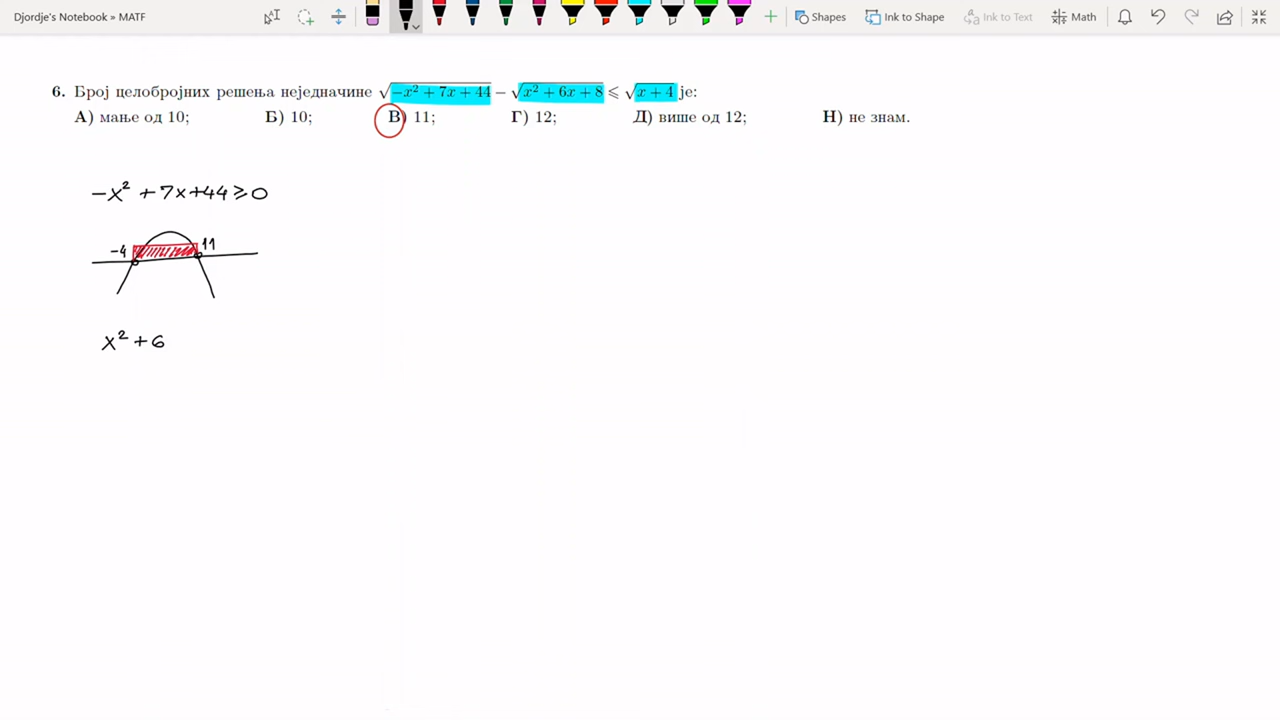 Djordje's Notebook » MATF
Shapes Ink to Shape Ink to Text Math
6. Број целобројних решења неједначине √(−x² + 7x + 44) − √(x² + 6x + 8) ⩽ √(x + 4) је:
А) мање од 10; Б) 10; В) 11; Г) 12; Д) више од 12; Н) не знам.
−x² + 7x + 44 ⩾ 0
−4 11
x² + 6